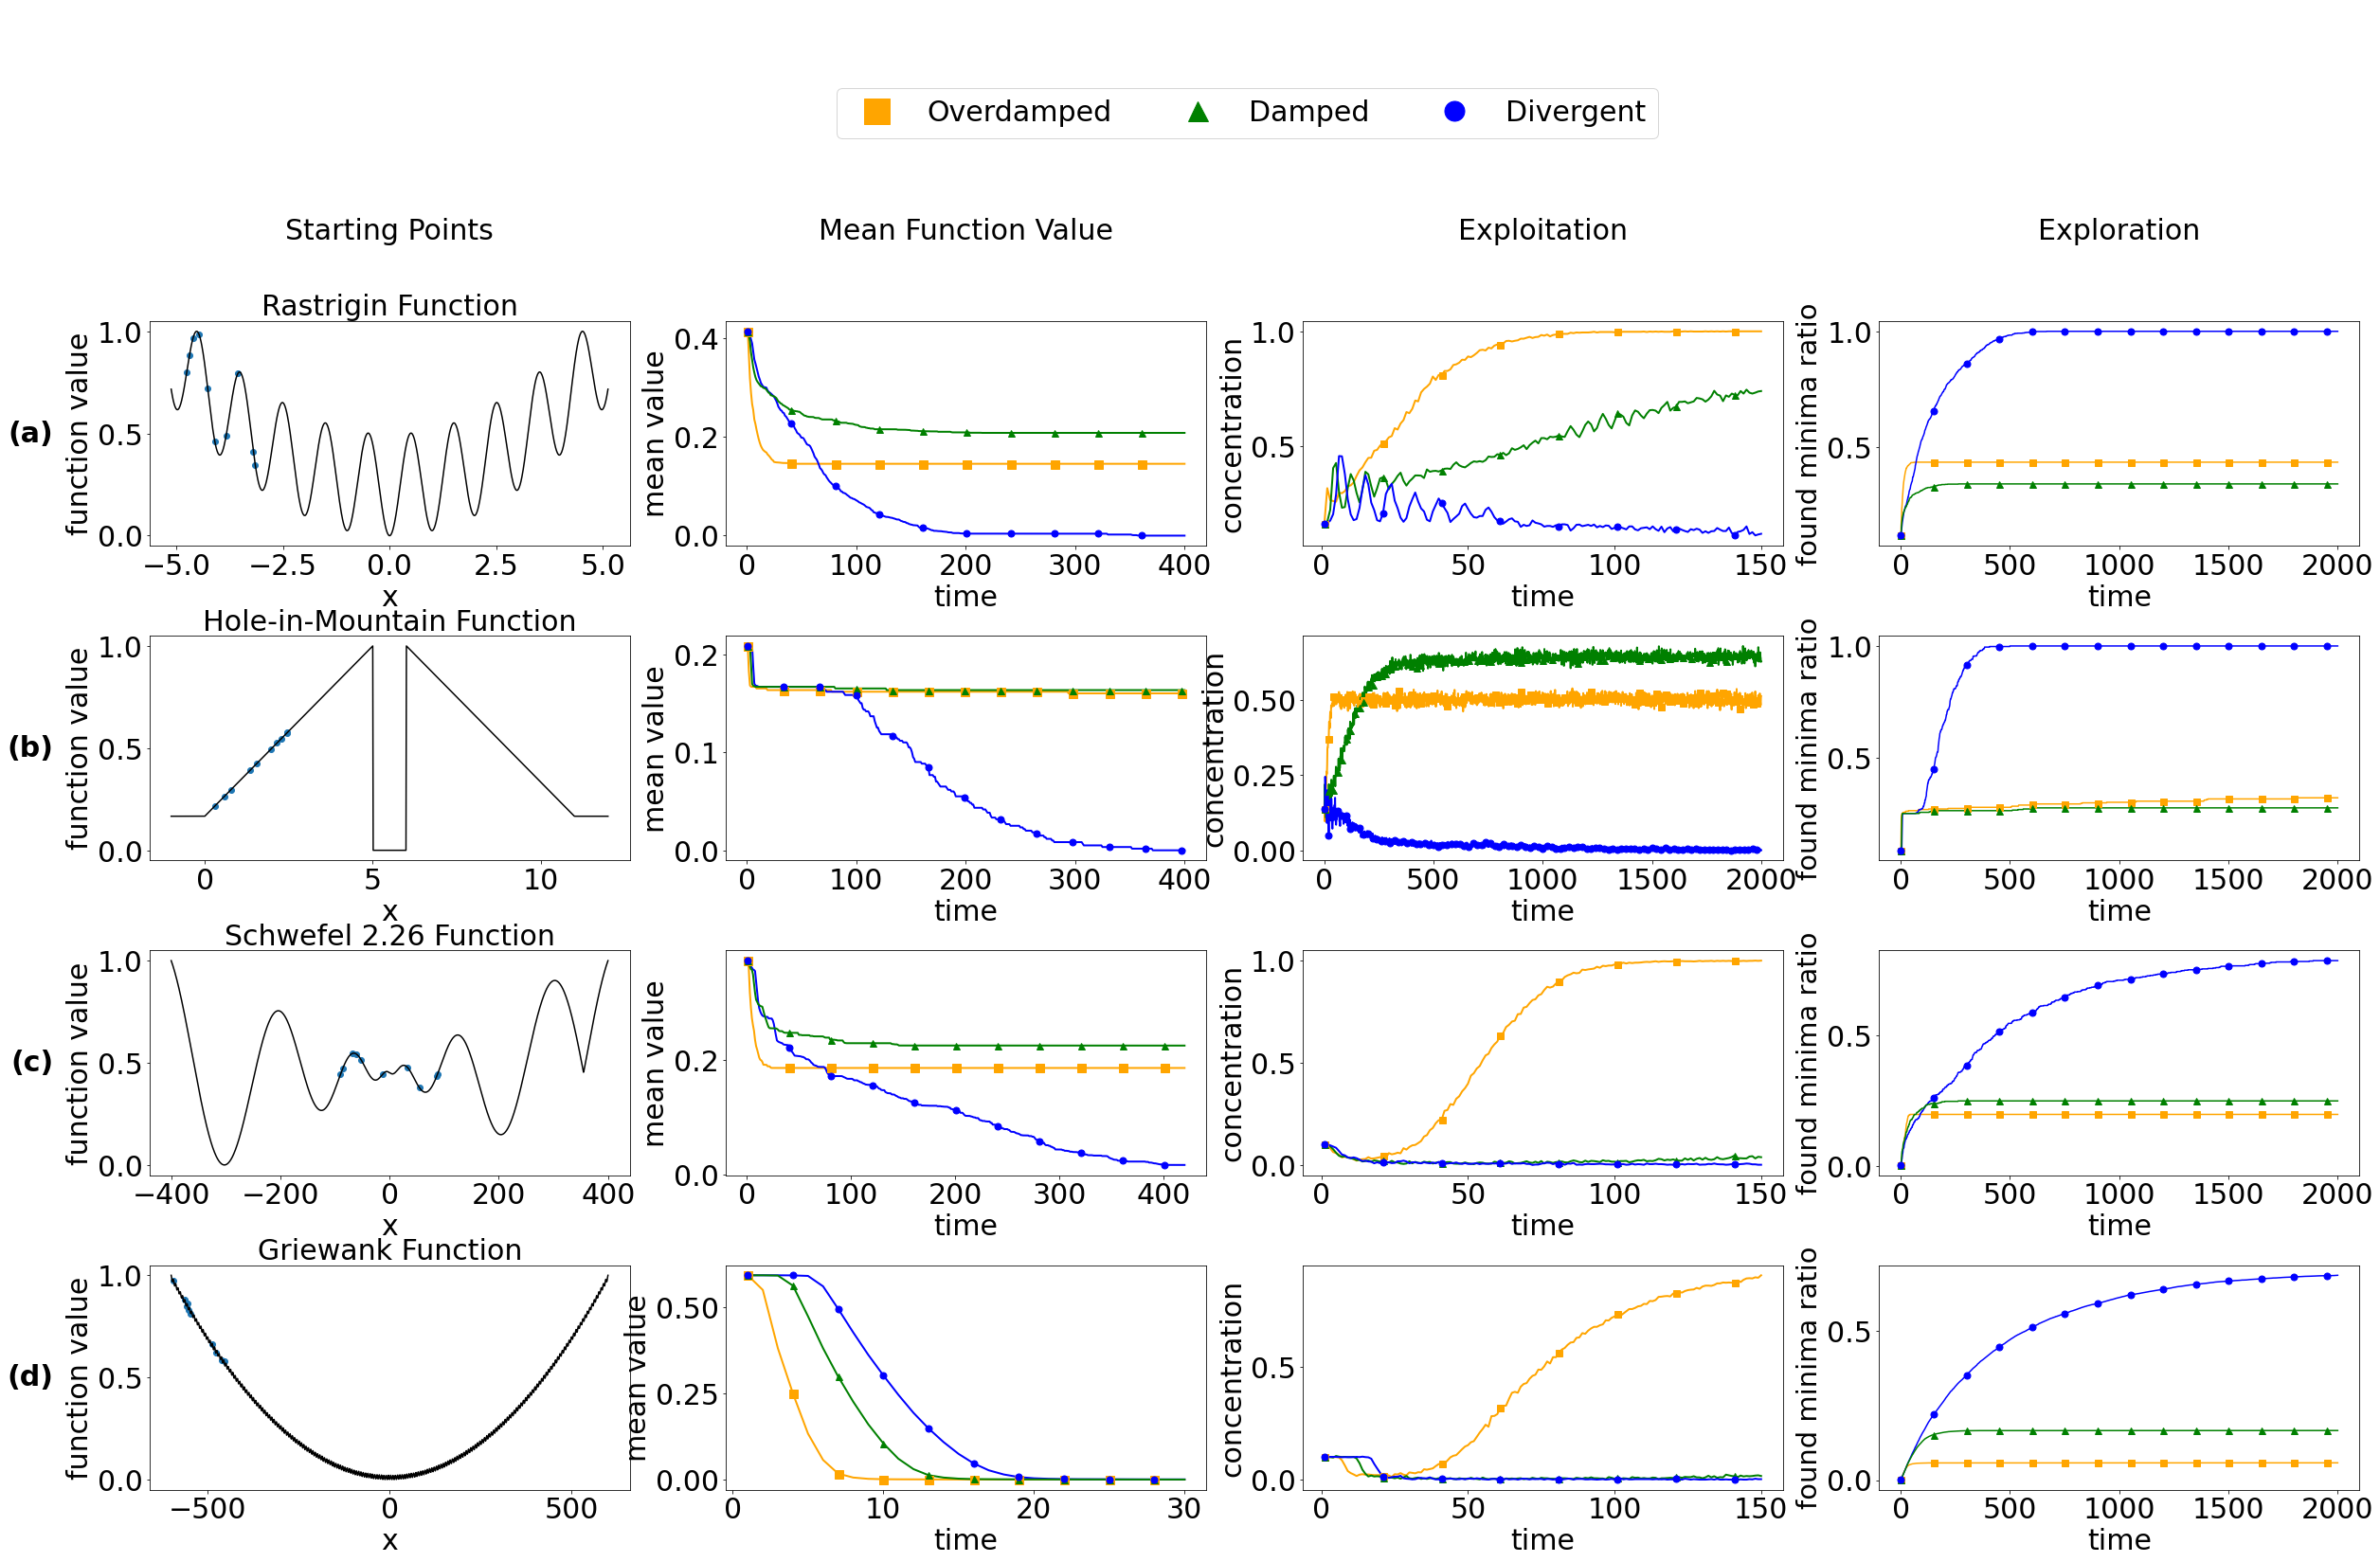 Overdamped Damped Divergent
Starting Points Mean Function Value Exploitation Exploration
(a)
Rastrigin Function
function value
1.0
0.5
0.0
−5.0 −2.5 0.0 2.5 5.0
x
mean value
0.4
0.2
0.0
0 100 200 300 400
time
concentration
1.0
0.5
0 50 100 150
time
found minima ratio
1.0
0.5
0 500 1000 1500 2000
time
(b)
Hole-in-Mountain Function
function value
1.0
0.5
0.0
0 5 10
x
mean value
0.2
0.1
0.0
0 100 200 300 400
time
concentration
0.50
0.25
0.00
0 500 1000 1500 2000
time
found minima ratio
1.0
0.5
0 500 1000 1500 2000
time
(c)
Schwefel 2.26 Function
function value
1.0
0.5
0.0
−400 −200 0 200 400
x
mean value
0.2
0.0
0 100 200 300 400
time
concentration
1.0
0.5
0.0
0 50 100 150
time
found minima ratio
0.5
0.0
0 500 1000 1500 2000
time
(d)
Griewank Function
function value
1.0
0.5
0.0
−500 0 500
x
mean value
0.50
0.25
0.00
0 10 20 30
time
concentration
0.5
0.0
0 50 100 150
time
found minima ratio
0.5
0.0
0 500 1000 1500 2000
time